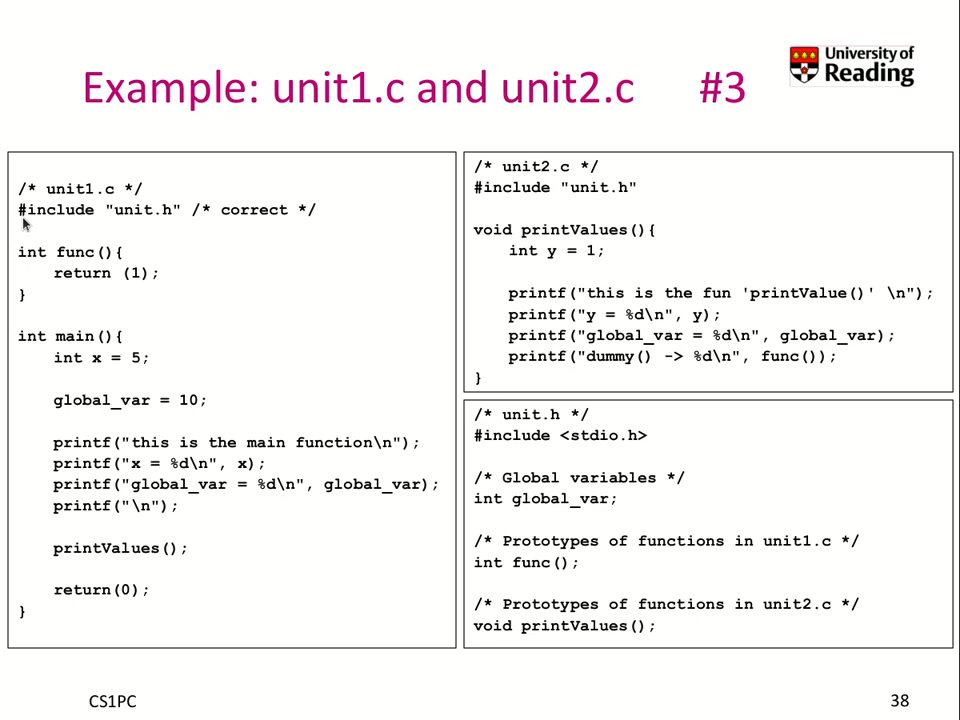 Example: unit1.c and unit2.c #3
University of
Reading
/* unit1.c */
#include "unit.h" /* correct */
int func(){
return (1);
}
int main(){
int x = 5;
global_var = 10;
printf("this is the main function\n");
printf("x = %d\n", x);
printf("global_var = %d\n", global_var);
printf("\n");
printValues();
return(0);
}
/* unit2.c */
#include "unit.h"
void printValues(){
int y = 1;
printf("this is the fun 'printValue()' \n");
printf("y = %d\n", y);
printf("global_var = %d\n", global_var);
printf("dummy() -> %d\n", func());
}
/* unit.h */
#include <stdio.h>
/* Global variables */
int global_var;
/* Prototypes of functions in unit1.c */
int func();
/* Prototypes of functions in unit2.c */
void printValues();
CS1PC
38